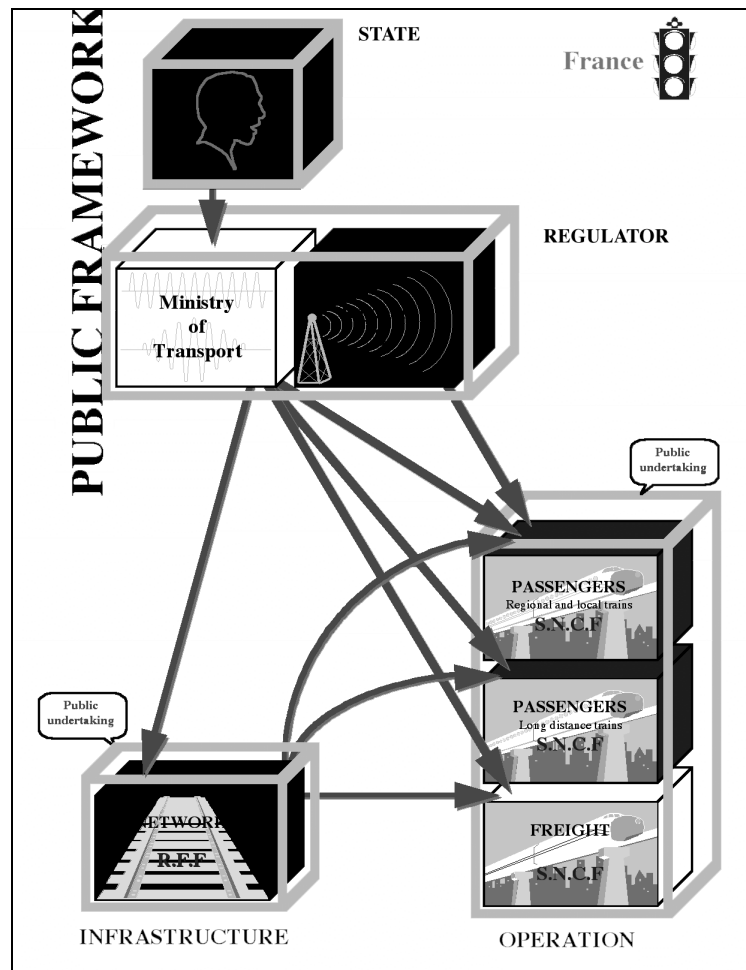 PUBLIC FRAMEWORK
STATE
France
REGULATOR
Ministry
of
Transport
Public
undertaking
PASSENGERS
Regional and local trains
S.N.C.F
PASSENGERS
Long distance trains
S.N.C.F
FREIGHT
S.N.C.F
Public
undertaking
NETWORK
R.F.F
INFRASTRUCTURE
OPERATION